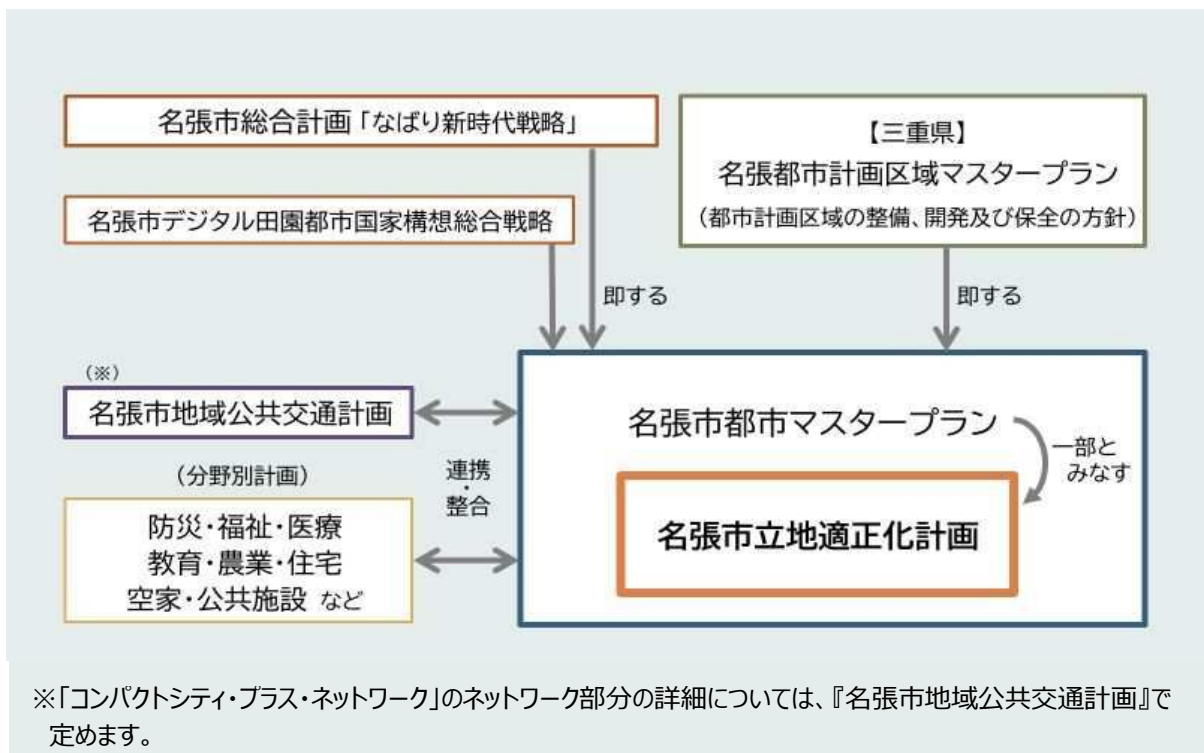 名張市総合計画「なばり新時代戦略」
名張市デジタル田園都市国家構想総合戦略
【三重県】
名張都市計画区域マスタープラン
(都市計画区域の整備、開発及び保全の方針)
即する
即する
(※)
名張市地域公共交通計画
(分野別計画)
防災・福祉・医療
教育・農業・住宅
空家・公共施設 など
連携
・
整合
名張市都市マスタープラン
一部と
みなす
名張市立地適正化計画
※「コンパクトシティ・プラス・ネットワーク」のネットワーク部分の詳細については、『名張市地域公共交通計画』で
定めます。